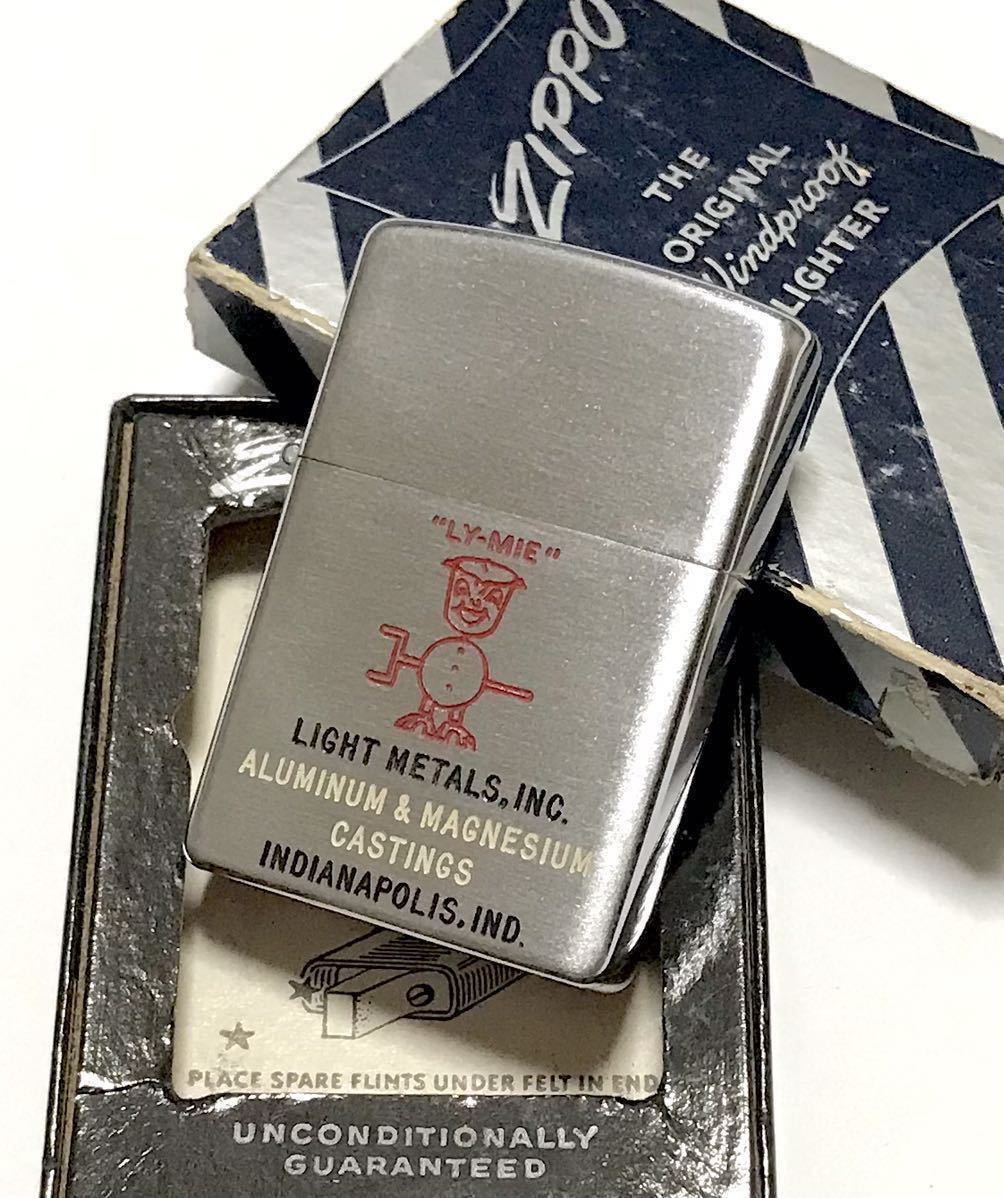 ZIPPO
THE
ORIGINAL
Windproof
LIGHTER
"LY-MIE"
LIGHT METALS, INC.
ALUMINUM & MAGNESIUM
CASTINGS
INDIANAPOLIS, IND.
PLACE SPARE FLINTS UNDER FELT IN END
UNCONDITIONALLY
GUARANTEED